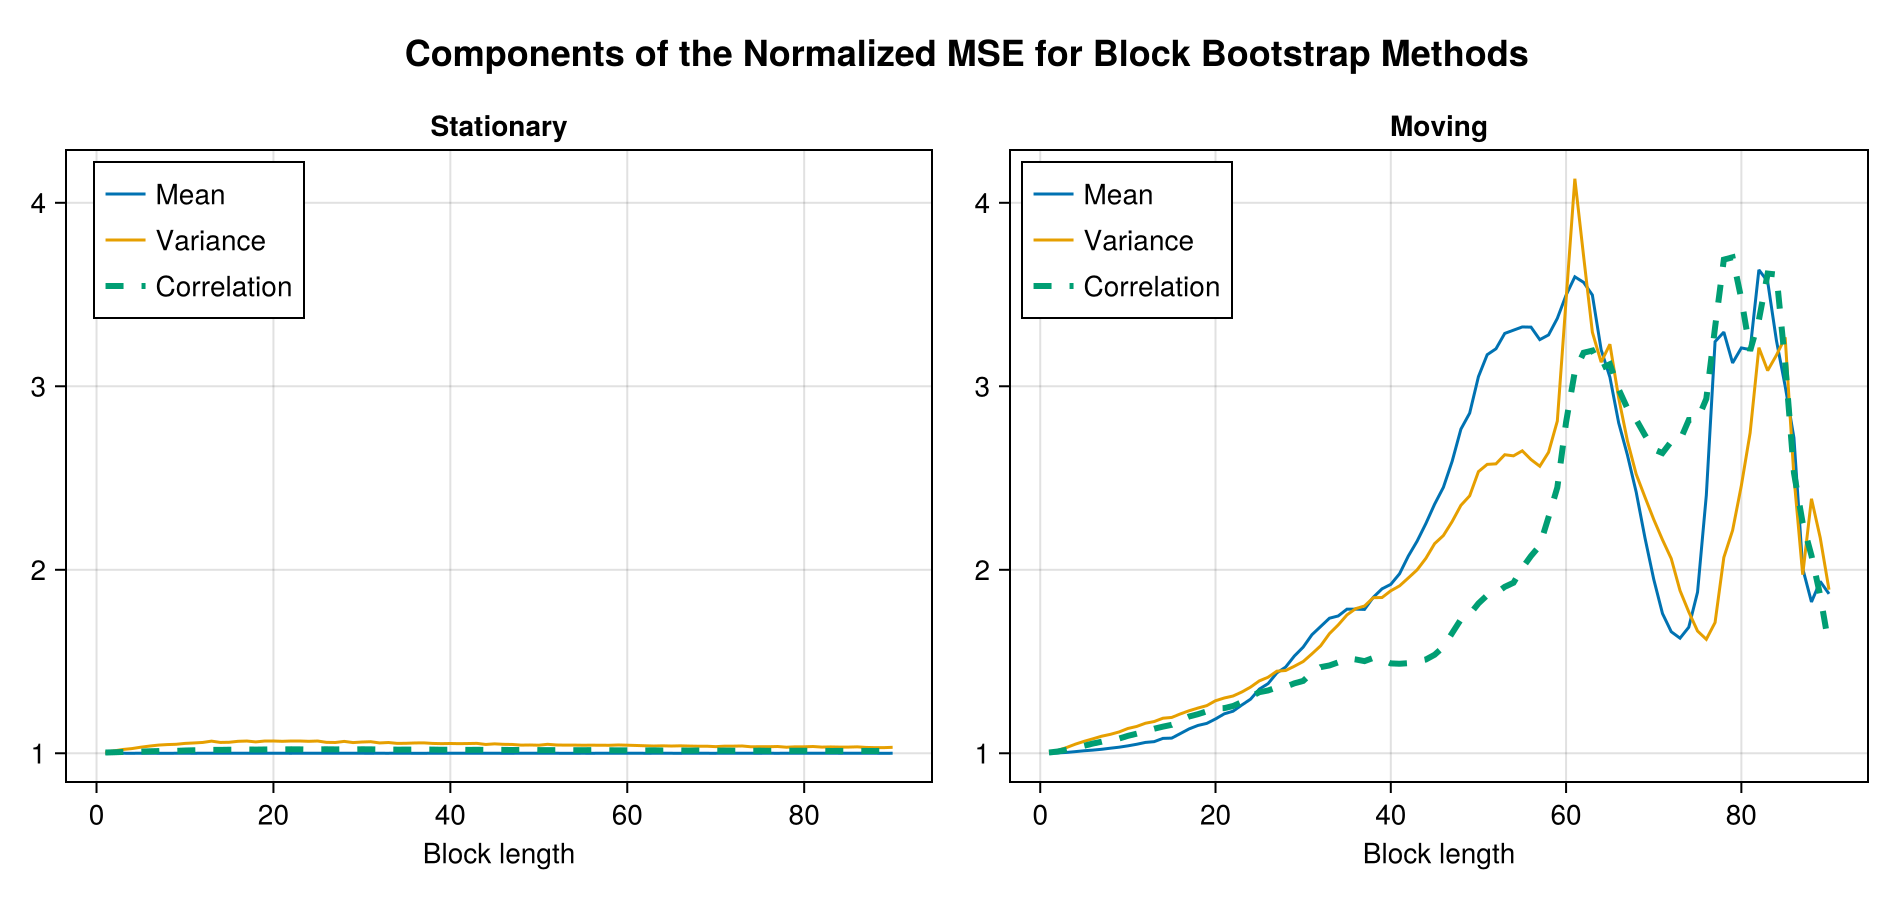 Components of the Normalized MSE for Block Bootstrap Methods
Stationary
Mean
Variance
Correlation
4
3
2
1
0 20 40 60 80
Block length
Moving
Mean
Variance
Correlation
4
3
2
1
0 20 40 60 80
Block length